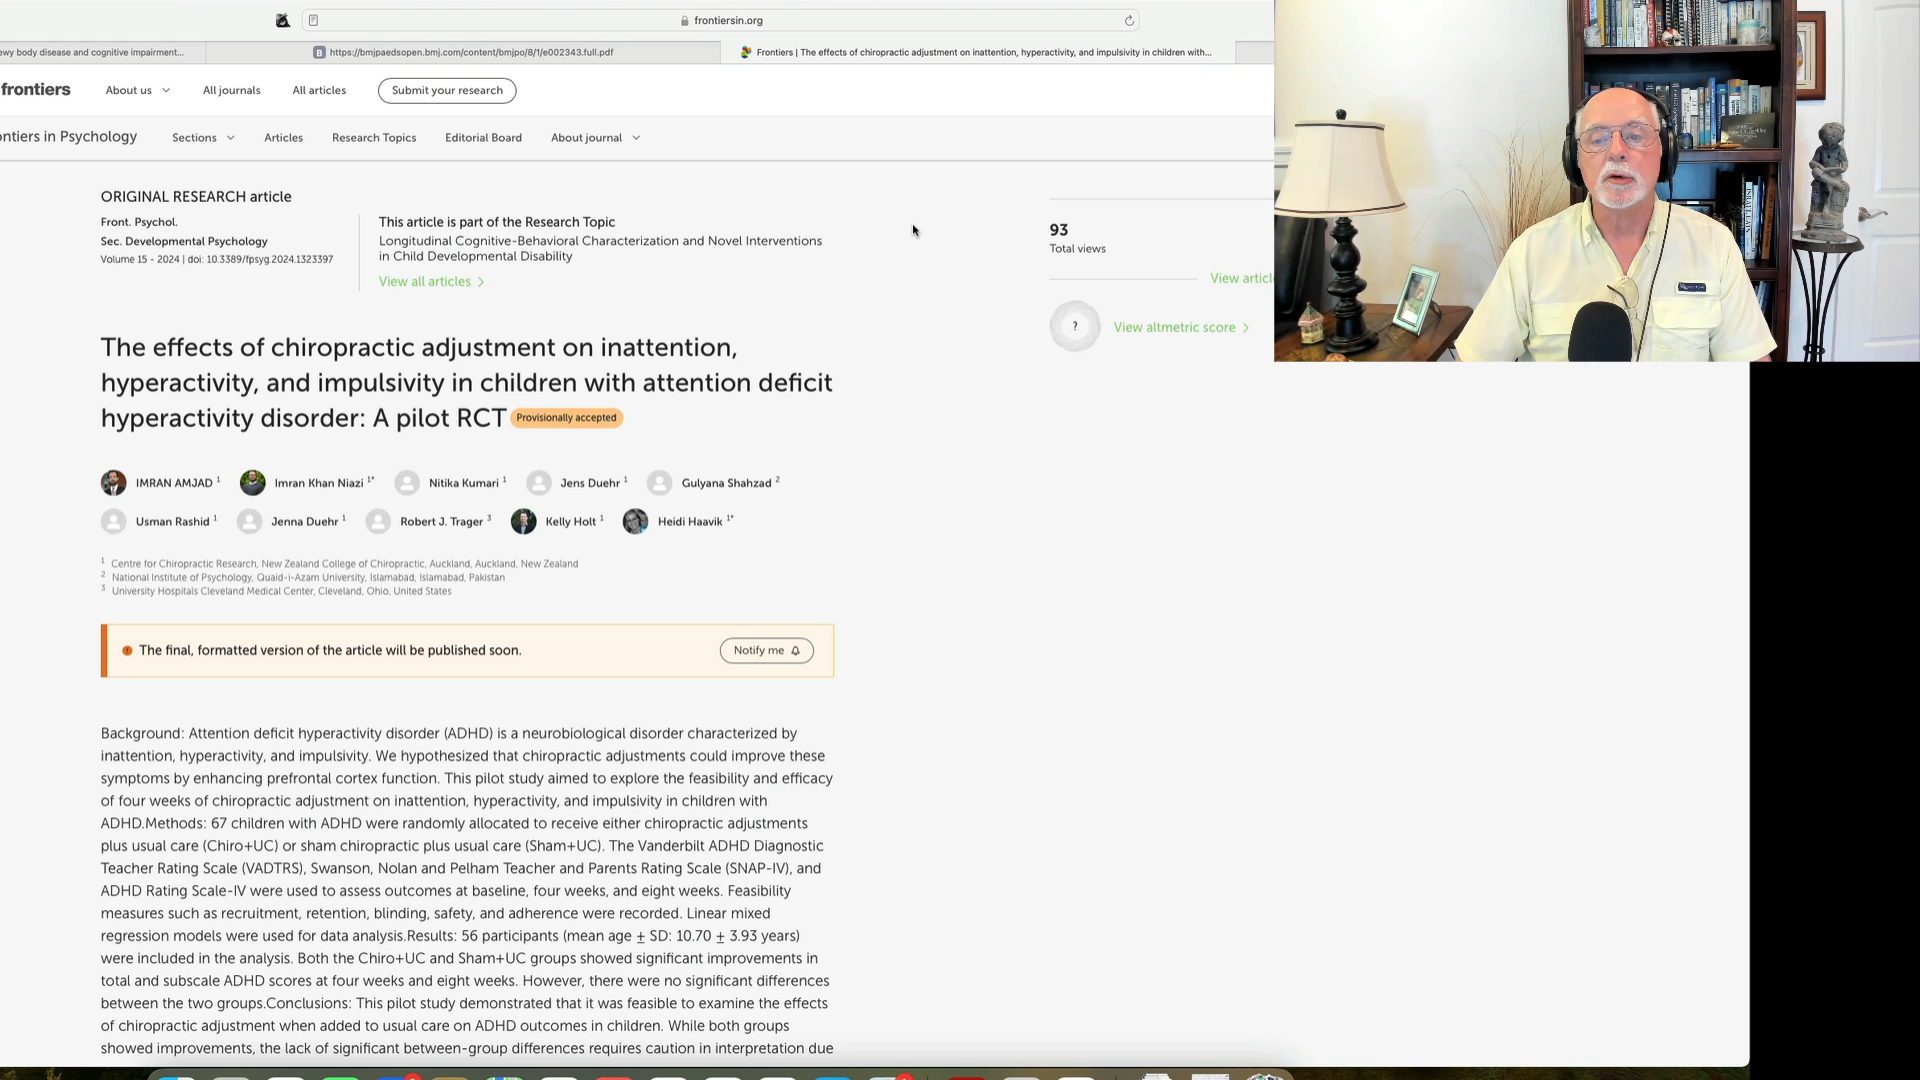 frontiersin.org
ewy body disease and cognitive impairment...
https://bmjpaedsopen.bmj.com/content/bmjpo/8/1/e002343.full.pdf
Frontiers | The effects of chiropractic adjustment on inattention, hyperactivity, and impulsivity in children with...
frontiers
About us
All journals
All articles
Submit your research
ontiers in Psychology
Sections
Articles
Research Topics
Editorial Board
About journal
ORIGINAL RESEARCH article
Front. Psychol.
Sec. Developmental Psychology
Volume 15 - 2024 | doi: 10.3389/fpsyg.2024.1323397
This article is part of the Research Topic
Longitudinal Cognitive-Behavioral Characterization and Novel Interventions
in Child Developmental Disability
View all articles
93
Total views
View articl
?
View altmetric score
The effects of chiropractic adjustment on inattention,
hyperactivity, and impulsivity in children with attention deficit
hyperactivity disorder: A pilot RCT Provisionally accepted
IMRAN AMJAD 1 Imran Khan Niazi 1* Nitika Kumari 1 Jens Duehr 1 Gulyana Shahzad 2
Usman Rashid 1 Jenna Duehr 1 Robert J. Trager 3 Kelly Holt 1 Heidi Haavik 1*
1 Centre for Chiropractic Research, New Zealand College of Chiropractic, Auckland, Auckland, New Zealand
2 National Institute of Psychology, Quaid-i-Azam University, Islamabad, Islamabad, Pakistan
3 University Hospitals Cleveland Medical Center, Cleveland, Ohio, United States
The final, formatted version of the article will be published soon.
Notify me
Background: Attention deficit hyperactivity disorder (ADHD) is a neurobiological disorder characterized by
inattention, hyperactivity, and impulsivity. We hypothesized that chiropractic adjustments could improve these
symptoms by enhancing prefrontal cortex function. This pilot study aimed to explore the feasibility and efficacy
of four weeks of chiropractic adjustment on inattention, hyperactivity, and impulsivity in children with
ADHD.Methods: 67 children with ADHD were randomly allocated to receive either chiropractic adjustments
plus usual care (Chiro+UC) or sham chiropractic plus usual care (Sham+UC). The Vanderbilt ADHD Diagnostic
Teacher Rating Scale (VADTRS), Swanson, Nolan and Pelham Teacher and Parents Rating Scale (SNAP-IV), and
ADHD Rating Scale-IV were used to assess outcomes at baseline, four weeks, and eight weeks. Feasibility
measures such as recruitment, retention, blinding, safety, and adherence were recorded. Linear mixed
regression models were used for data analysis.Results: 56 participants (mean age ± SD: 10.70 ± 3.93 years)
were included in the analysis. Both the Chiro+UC and Sham+UC groups showed significant improvements in
total and subscale ADHD scores at four weeks and eight weeks. However, there were no significant differences
between the two groups.Conclusions: This pilot study demonstrated that it was feasible to examine the effects
of chiropractic adjustment when added to usual care on ADHD outcomes in children. While both groups
showed improvements, the lack of significant between-group differences requires caution in interpretation due